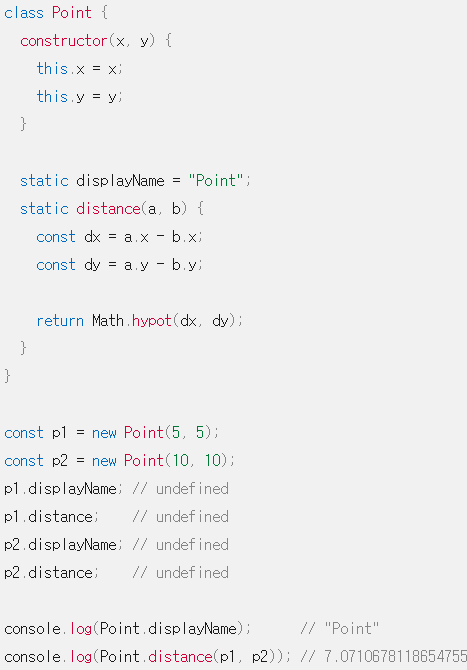 class Point {
  constructor(x, y) {
    this.x = x;
    this.y = y;
  }

  static displayName = "Point";
  static distance(a, b) {
    const dx = a.x - b.x;
    const dy = a.y - b.y;

    return Math.hypot(dx, dy);
  }
}

const p1 = new Point(5, 5);
const p2 = new Point(10, 10);
p1.displayName; // undefined
p1.distance;    // undefined
p2.displayName; // undefined
p2.distance;    // undefined

console.log(Point.displayName);      // "Point"
console.log(Point.distance(p1, p2)); // 7.0710678118654755